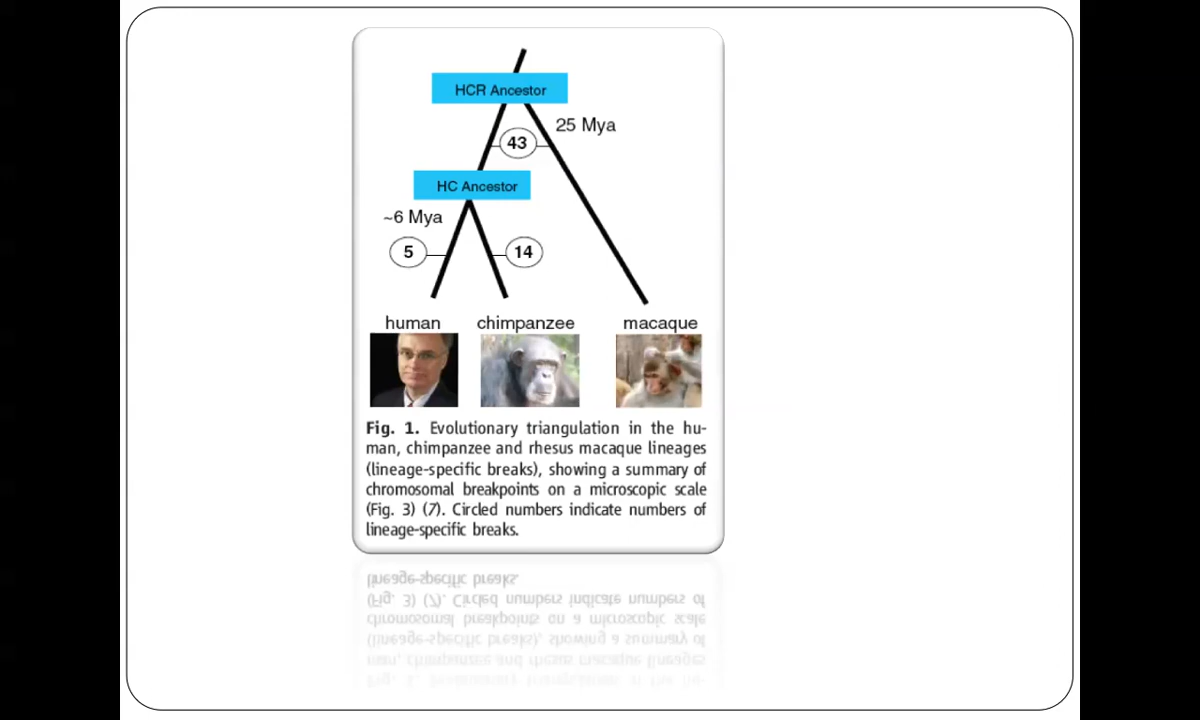 HCR Ancestor
25 Mya
43
HC Ancestor
~6 Mya
5
14
human
chimpanzee
macaque
Fig. 1. Evolutionary triangulation in the hu-
man, chimpanzee and rhesus macaque lineages
(lineage-specific breaks), showing a summary of
chromosomal breakpoints on a microscopic scale
(Fig. 3) (7). Circled numbers indicate numbers of
lineage-specific breaks.